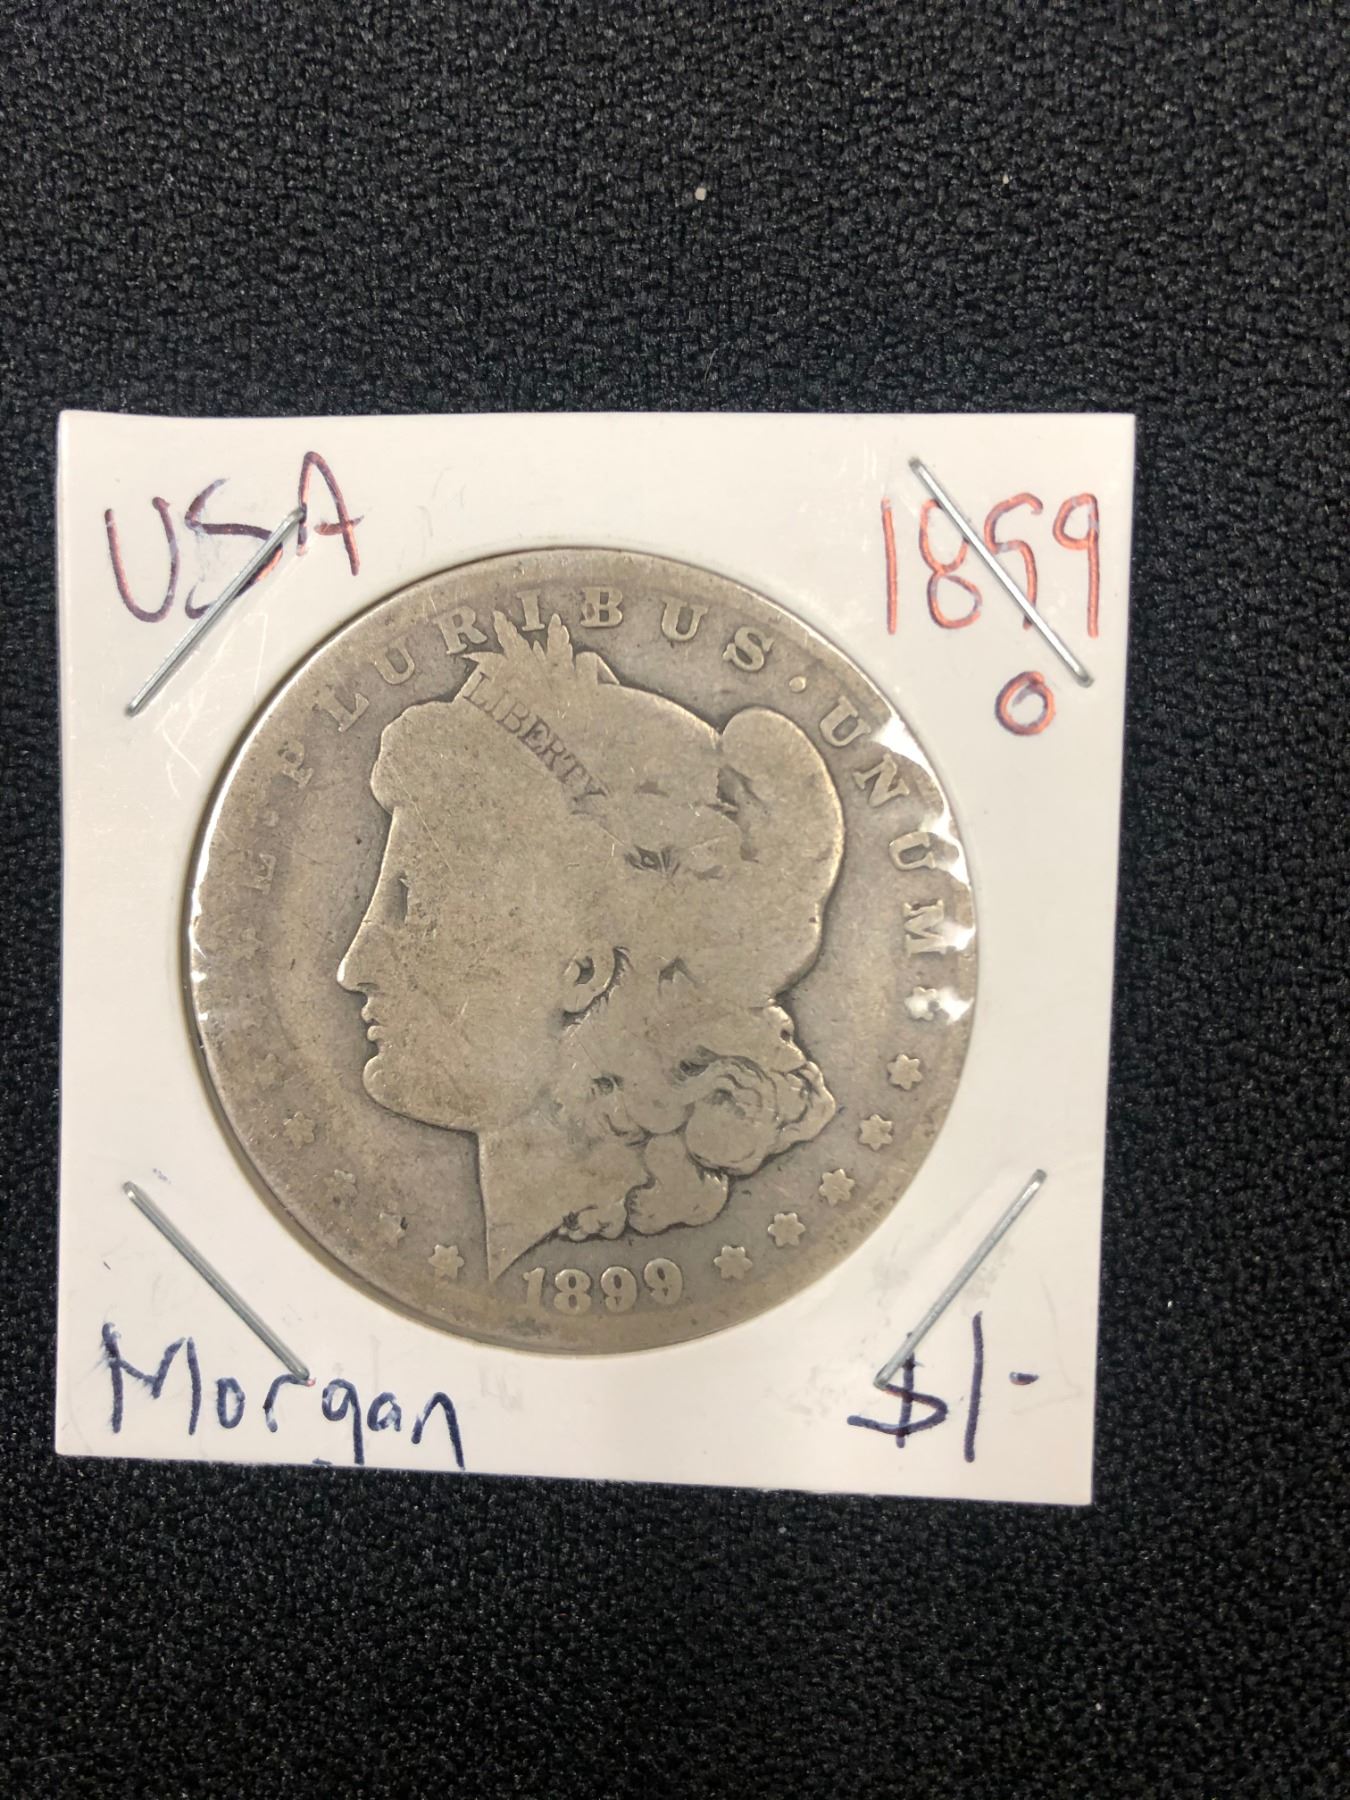 USA 1899
O
E·PLURIBUS·UNUM
LIBERTY
1899
Morgan $1-